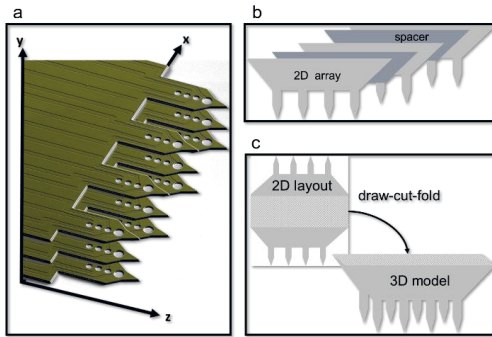 a
y
x
z
b
spacer
2D array
c
2D layout
draw-cut-fold
3D model